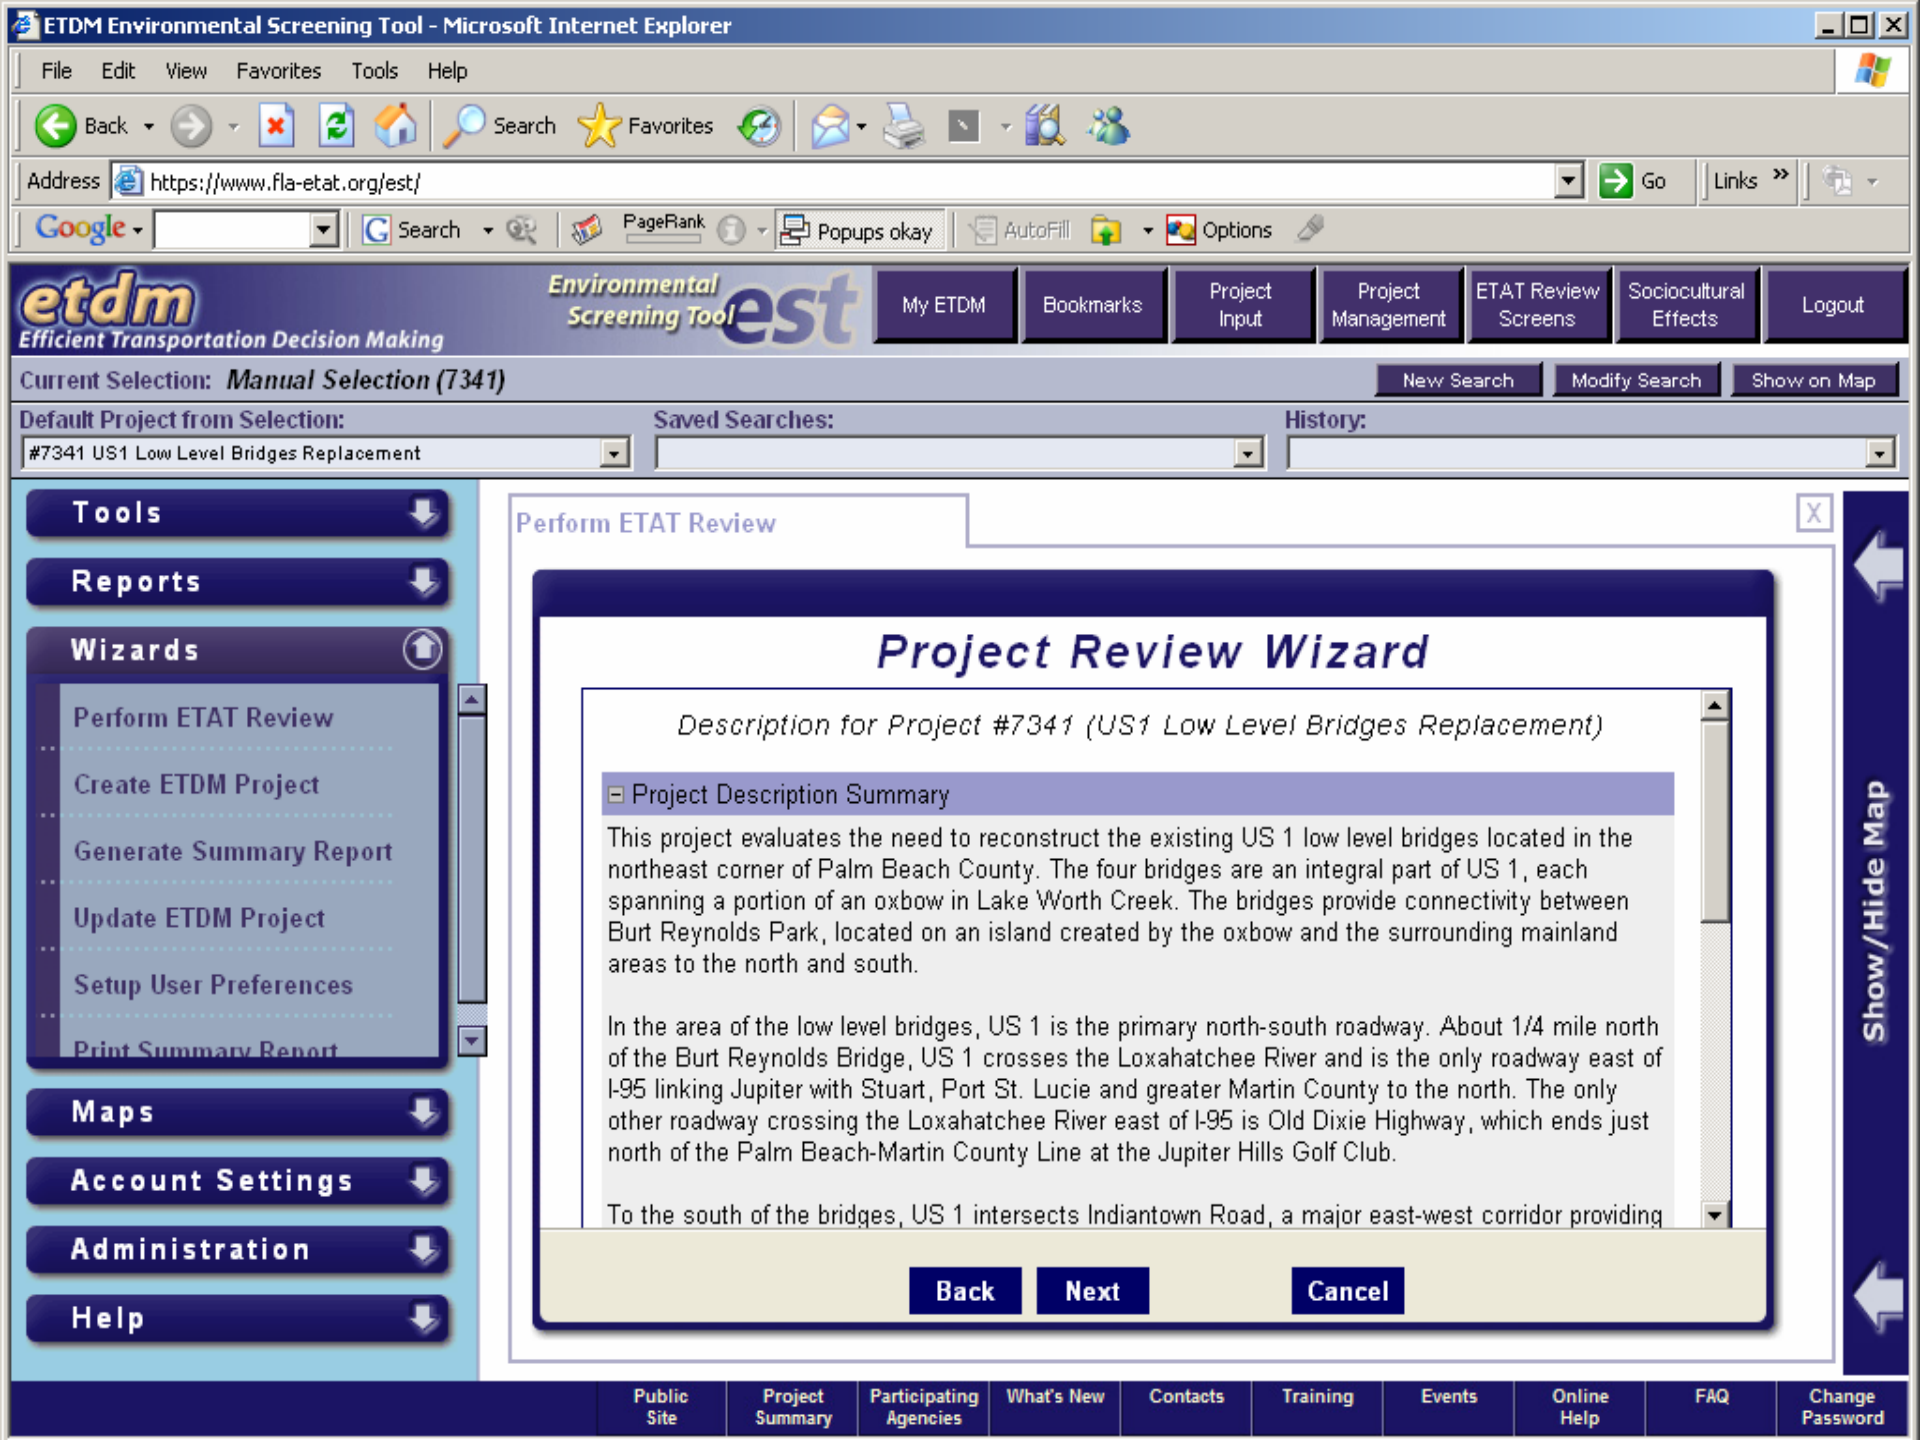 ETDM Environmental Screening Tool - Microsoft Internet Explorer
File Edit View Favorites Tools Help
Back Search Favorites
Address https://www.fla-etat.org/est/ Go Links »
Google Search PageRank Popups okay AutoFill Options
etdm
Efficient Transportation Decision Making
Environmental
Screening Tool
est
My ETDM
Bookmarks
Project
Input
Project
Management
ETAT Review
Screens
Sociocultural
Effects
Logout
Current Selection: Manual Selection (7341)
New Search Modify Search Show on Map
Default Project from Selection: Saved Searches: History:
#7341 US1 Low Level Bridges Replacement
Tools
Reports
Wizards
Perform ETAT Review
Create ETDM Project
Generate Summary Report
Update ETDM Project
Setup User Preferences
Print Summary Report
Maps
Account Settings
Administration
Help
Perform ETAT Review
X
Project Review Wizard
Description for Project #7341 (US1 Low Level Bridges Replacement)
Project Description Summary
This project evaluates the need to reconstruct the existing US 1 low level bridges located in the
northeast corner of Palm Beach County. The four bridges are an integral part of US 1, each
spanning a portion of an oxbow in Lake Worth Creek. The bridges provide connectivity between
Burt Reynolds Park, located on an island created by the oxbow and the surrounding mainland
areas to the north and south.
In the area of the low level bridges, US 1 is the primary north-south roadway. About 1/4 mile north
of the Burt Reynolds Bridge, US 1 crosses the Loxahatchee River and is the only roadway east of
I-95 linking Jupiter with Stuart, Port St. Lucie and greater Martin County to the north. The only
other roadway crossing the Loxahatchee River east of I-95 is Old Dixie Highway, which ends just
north of the Palm Beach-Martin County Line at the Jupiter Hills Golf Club.
To the south of the bridges, US 1 intersects Indiantown Road, a major east-west corridor providing
Back Next Cancel
Show/Hide Map
Public
Site
Project
Summary
Participating
Agencies
What's New
Contacts
Training
Events
Online
Help
FAQ
Change
Password